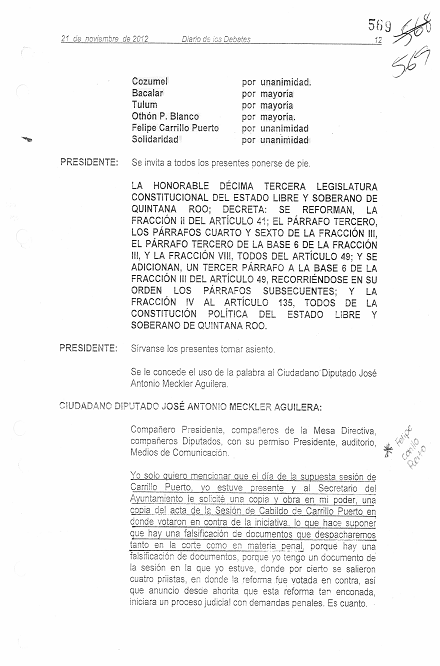 569 568
569
21 de noviembre de 2012 Diario de los Debates 12
Cozumel por unanimidad.
Bacalar por mayoría
Tulum por mayoría
Othón P. Blanco por mayoría.
Felipe Carrillo Puerto por unanimidad
Solidaridad por unanimidad
PRESIDENTE: Se invita a todos los presentes ponerse de pie.
LA HONORABLE DÉCIMA TERCERA LEGISLATURA
CONSTITUCIONAL DEL ESTADO LIBRE Y SOBERANO DE
QUINTANA ROO; DECRETA: SE REFORMAN, LA
FRACCIÓN II DEL ARTÍCULO 41; EL PÁRRAFO TERCERO,
LOS PÁRRAFOS CUARTO Y SEXTO DE LA FRACCIÓN III,
EL PÁRRAFO TERCERO DE LA BASE 6 DE LA FRACCIÓN
III, Y LA FRACCIÓN VIII, TODOS DEL ARTÍCULO 49; Y SE
ADICIONAN, UN TERCER PÁRRAFO A LA BASE 6 DE LA
FRACCIÓN III DEL ARTÍCULO 49, RECORRIÉNDOSE EN SU
ORDEN LOS PÁRRAFOS SUBSECUENTES; Y LA
FRACCIÓN IV AL ARTÍCULO 135, TODOS DE LA
CONSTITUCIÓN POLÍTICA DEL ESTADO LIBRE Y
SOBERANO DE QUINTANA ROO.
PRESIDENTE: Sírvanse los presentes tomar asiento.
Se le concede el uso de la palabra al Ciudadano Diputado José
Antonio Meckler Aguilera.
CIUDADANO DIPUTADO JOSÉ ANTONIO MECKLER AGUILERA:
Compañero Presidente, compañeros de la Mesa Directiva,
compañeros Diputados, con su permiso Presidente, auditorio,
Medios de Comunicación.
* Felipe
Yo solo quiero mencionar que el día de la supuesta sesión de
Carrillo Puerto, yo estuve presente y al Secretario del
Ayuntamiento le solicité una copia y obra en mi poder, una
copia del acta de la Sesión de Cabildo de Carrillo Puerto en
donde votaron en contra de la iniciativa, lo que hace suponer
que hay una falsificación de documentos que despacharemos
tanto en la corte como en materia penal, porque hay una
falsificación de documentos, porque yo tengo un documento de
la sesión en la que yo estuve, donde por cierto se salieron
cuatro priistas, en donde la reforma fue votada en contra, así
que anuncio desde ahorita que esta reforma tan enconada,
iniciara un proceso judicial con demandas penales. Es cuanto.